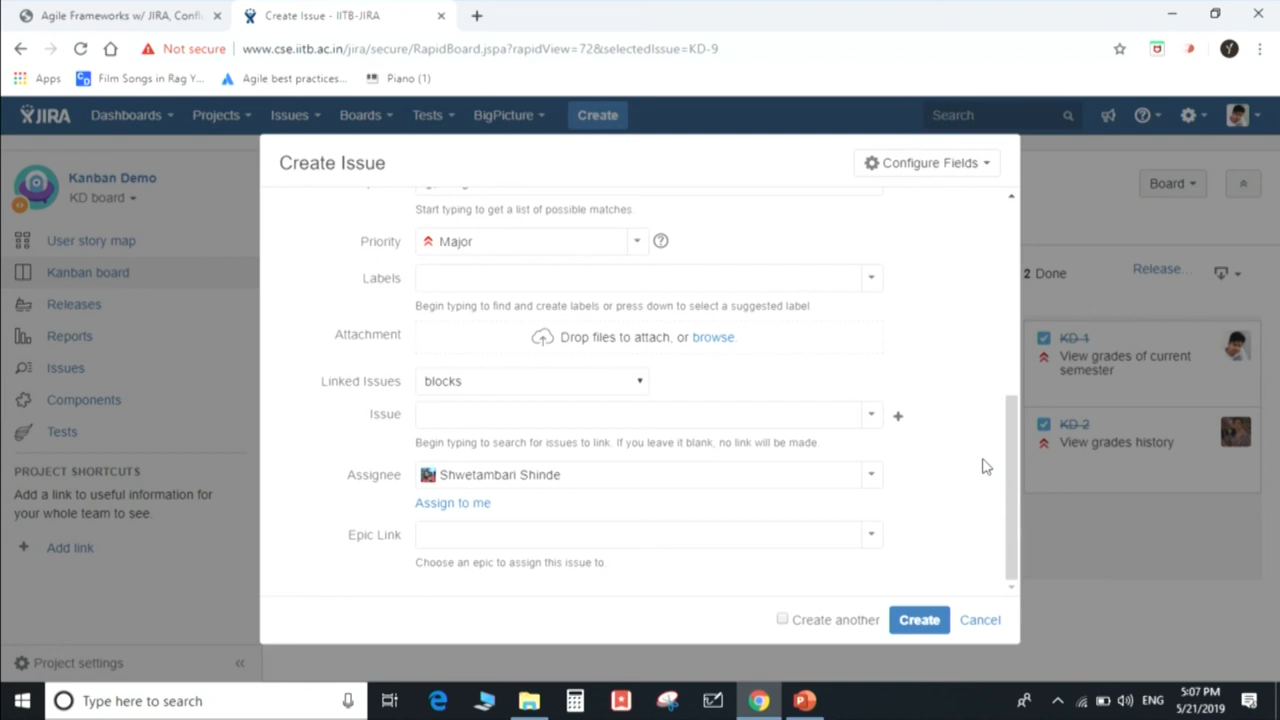 Agile Frameworks w/ JIRA, Confl
Create Issue - IITB-JIRA
Not secure
www.cse.iitb.ac.in/jira/secure/RapidBoard.jspa?rapidView=72&selectedIssue=KD-9
Apps
Film Songs in Rag Y...
Agile best practices...
Piano (1)
JIRA
Dashboards
Projects
Issues
Boards
Tests
BigPicture
Create
Search
Kanban Demo
KD board
User story map
Kanban board
Releases
Reports
Issues
Components
Tests
PROJECT SHORTCUTS
Add a link to useful information for
your whole team to see.
Add link
Project settings
Create Issue
Configure Fields
Start typing to get a list of possible matches.
Priority
Major
Labels
Begin typing to find and create labels or press down to select a suggested label
Attachment
Drop files to attach, or browse.
Linked Issues
blocks
Issue
Begin typing to search for issues to link. If you leave it blank, no link will be made.
Assignee
Shwetambari Shinde
Assign to me
Epic Link
Choose an epic to assign this issue to
Create another
Create
Cancel
Board
2 Done
Release...
KD-1
View grades of current
semester
KD-2
View grades history
Type here to search
ENG
5:07 PM
5/21/2019